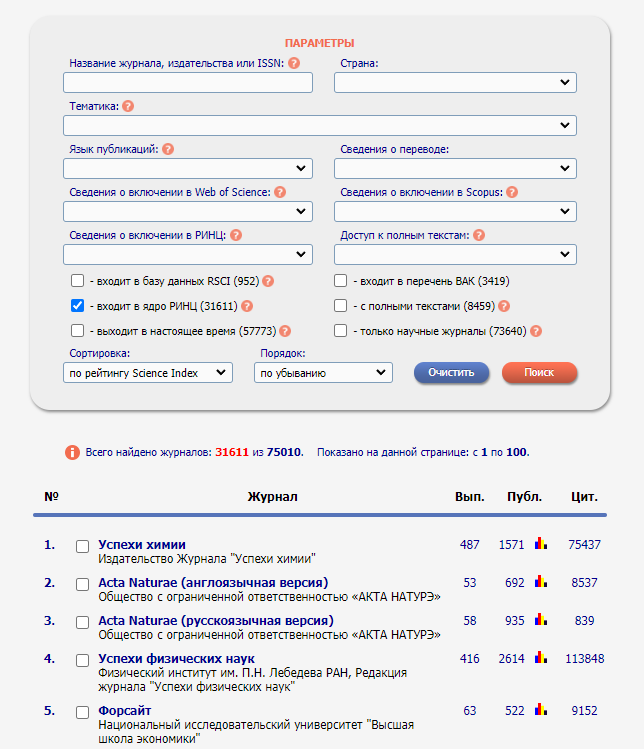 ПАРАМЕТРЫ
Название журнала, издательства или ISSN: ?
Страна:
Тематика: ?
Язык публикаций: ?
Сведения о переводе:
Сведения о включении в Web of Science: ?
Сведения о включении в Scopus: ?
Сведения о включении в РИНЦ: ?
Доступ к полным текстам: ?
- входит в базу данных RSCI (952) ?
- входит в перечень ВАК (3419)
- входит в ядро РИНЦ (31611) ?
- с полными текстами (8459) ?
- выходит в настоящее время (57773) ?
- только научные журналы (73640) ?
Сортировка:
Порядок:
по рейтингу Science Index
по убыванию
Очистить
Поиск
i Всего найдено журналов: 31611 из 75010. Показано на данной странице: с 1 по 100.
№ Журнал Вып. Публ. Цит.
1. Успехи химии 487 1571 75437
Издательство Журнала "Успехи химии"
2. Acta Naturae (англоязычная версия) 53 692 8537
Общество с ограниченной ответственностью «АКТА НАТУРЭ»
3. Acta Naturae (русскоязычная версия) 58 935 839
Общество с ограниченной ответственностью «АКТА НАТУРЭ»
4. Успехи физических наук 416 2614 113848
Физический институт им. П.Н. Лебедева РАН, Редакция
журнала "Успехи физических наук"
5. Форсайт 63 522 9152
Национальный исследовательский университет "Высшая
школа экономики"